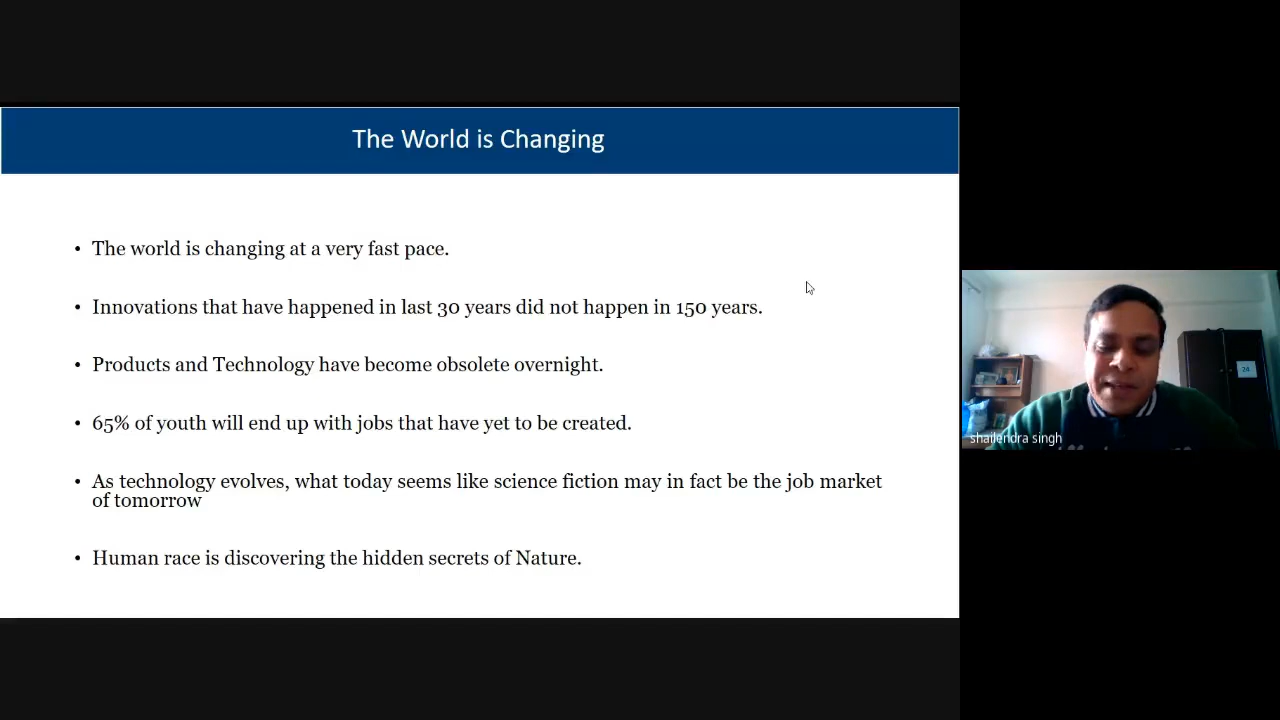 The World is Changing
• The world is changing at a very fast pace.
• Innovations that have happened in last 30 years did not happen in 150 years.
• Products and Technology have become obsolete overnight.
• 65% of youth will end up with jobs that have yet to be created.
• As technology evolves, what today seems like science fiction may in fact be the job market
of tomorrow
• Human race is discovering the hidden secrets of Nature.
shailendra singh